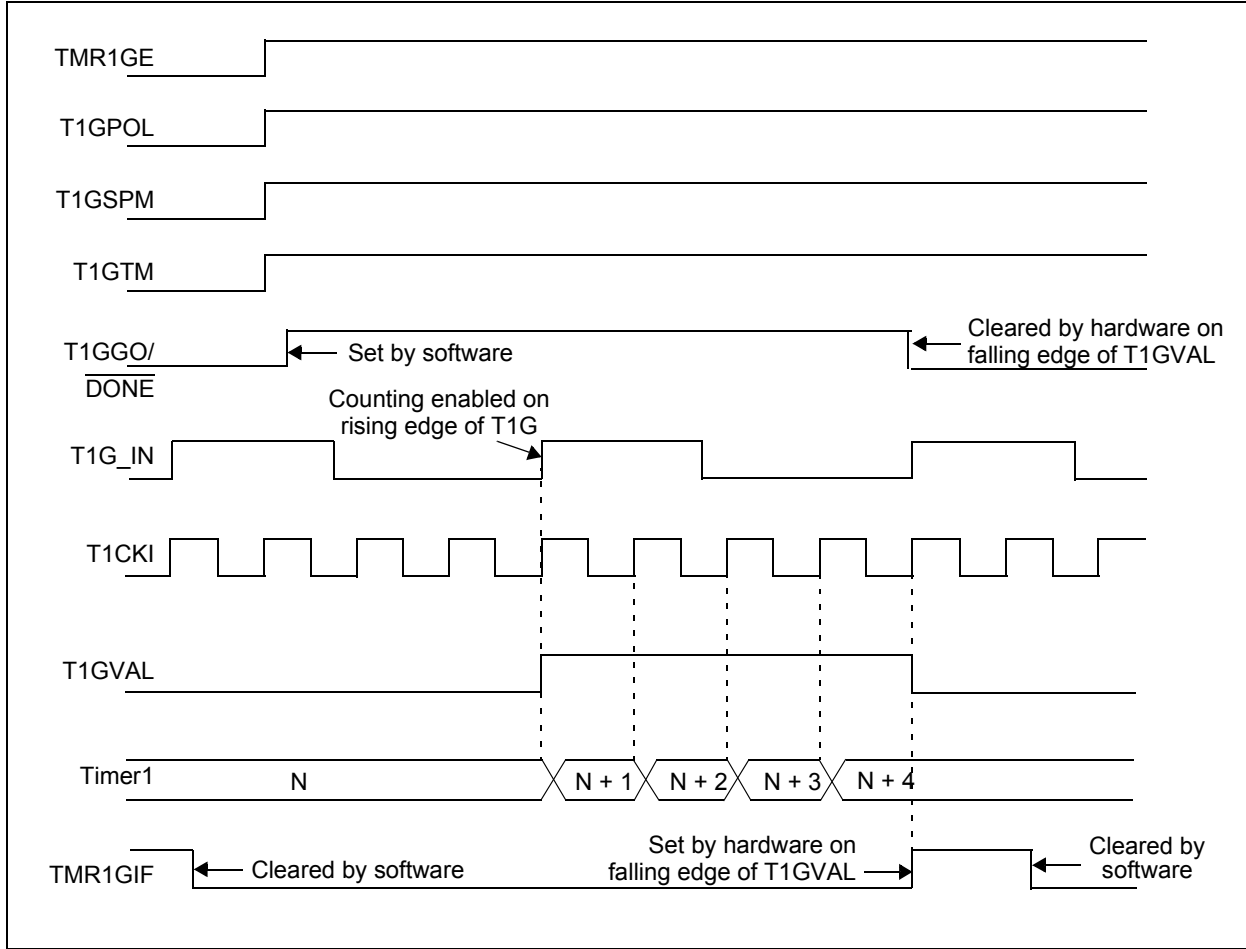 TMR1GE
T1GPOL
T1GSPM
T1GTM
T1GGO/
DONE
Set by software
Cleared by hardware on
falling edge of T1GVAL
Counting enabled on
rising edge of T1G
T1G_IN
T1CKI
T1GVAL
Timer1
N
N + 1
N + 2
N + 3
N + 4
TMR1GIF
Cleared by software
Set by hardware on
falling edge of T1GVAL
Cleared by
software